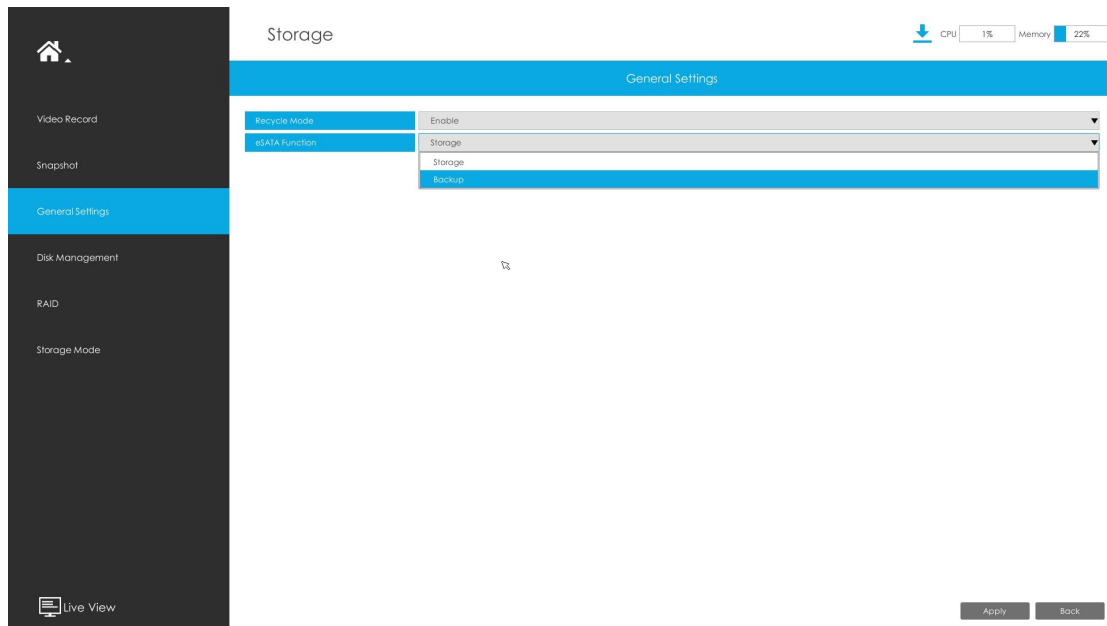 Storage
CPU 1% Memory 22%
General Settings
Video Record
Snapshot
General Settings
Disk Management
RAID
Storage Mode
Live View
Recycle Mode Enable
eSATA Function Storage
Storage
Backup
Apply Back